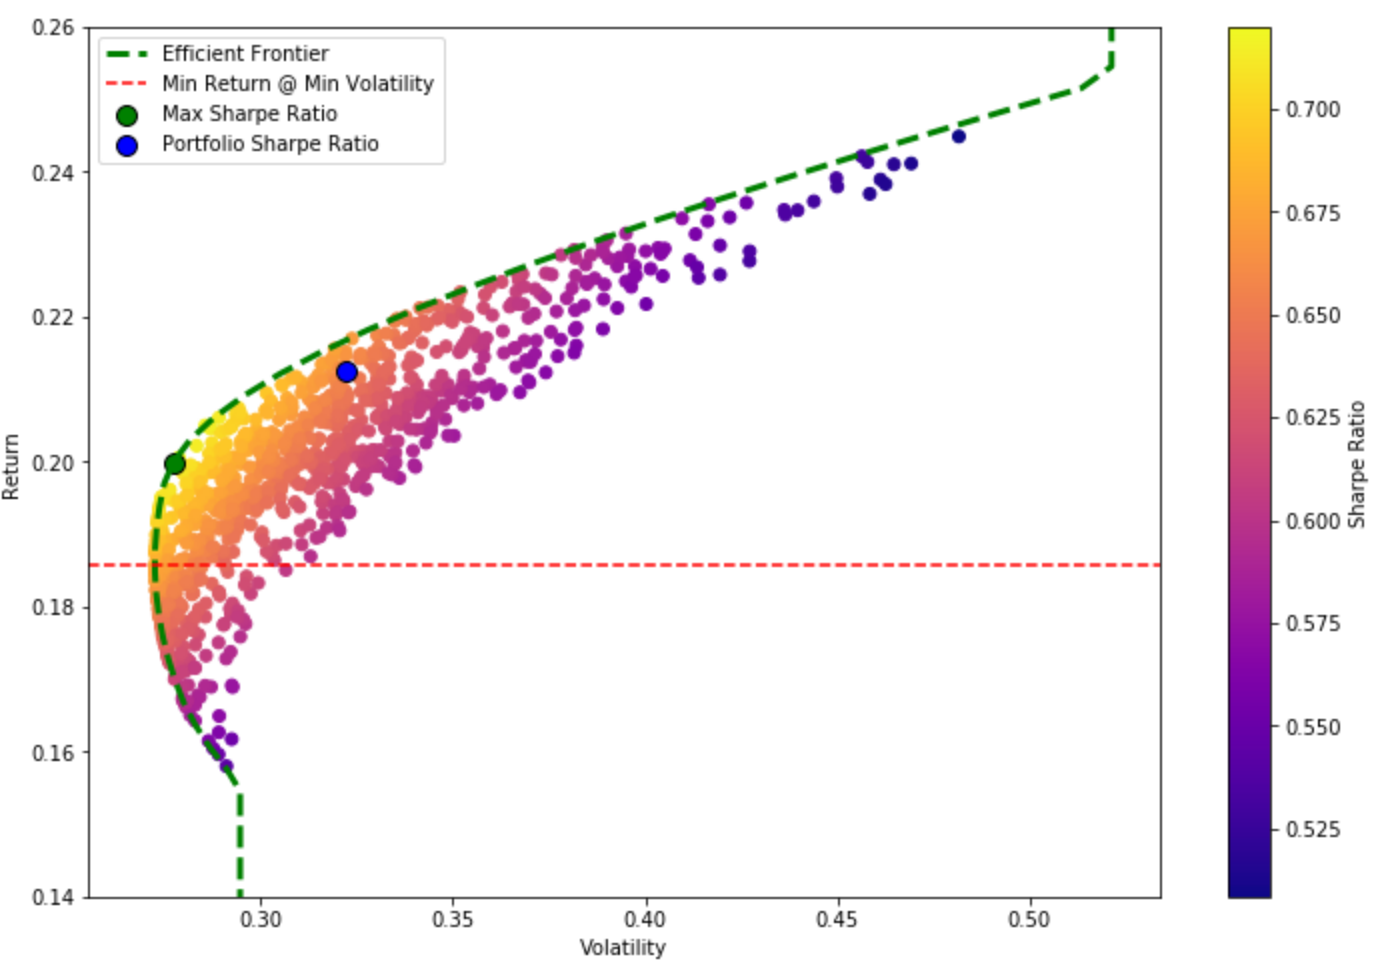 Efficient Frontier
Min Return @ Min Volatility
Max Sharpe Ratio
Portfolio Sharpe Ratio
0.26
0.24
0.22
0.20
0.18
0.16
0.14
Return
0.30 0.35 0.40 0.45 0.50
Volatility
0.700
0.675
0.650
0.625
0.600
0.575
0.550
0.525
Sharpe Ratio